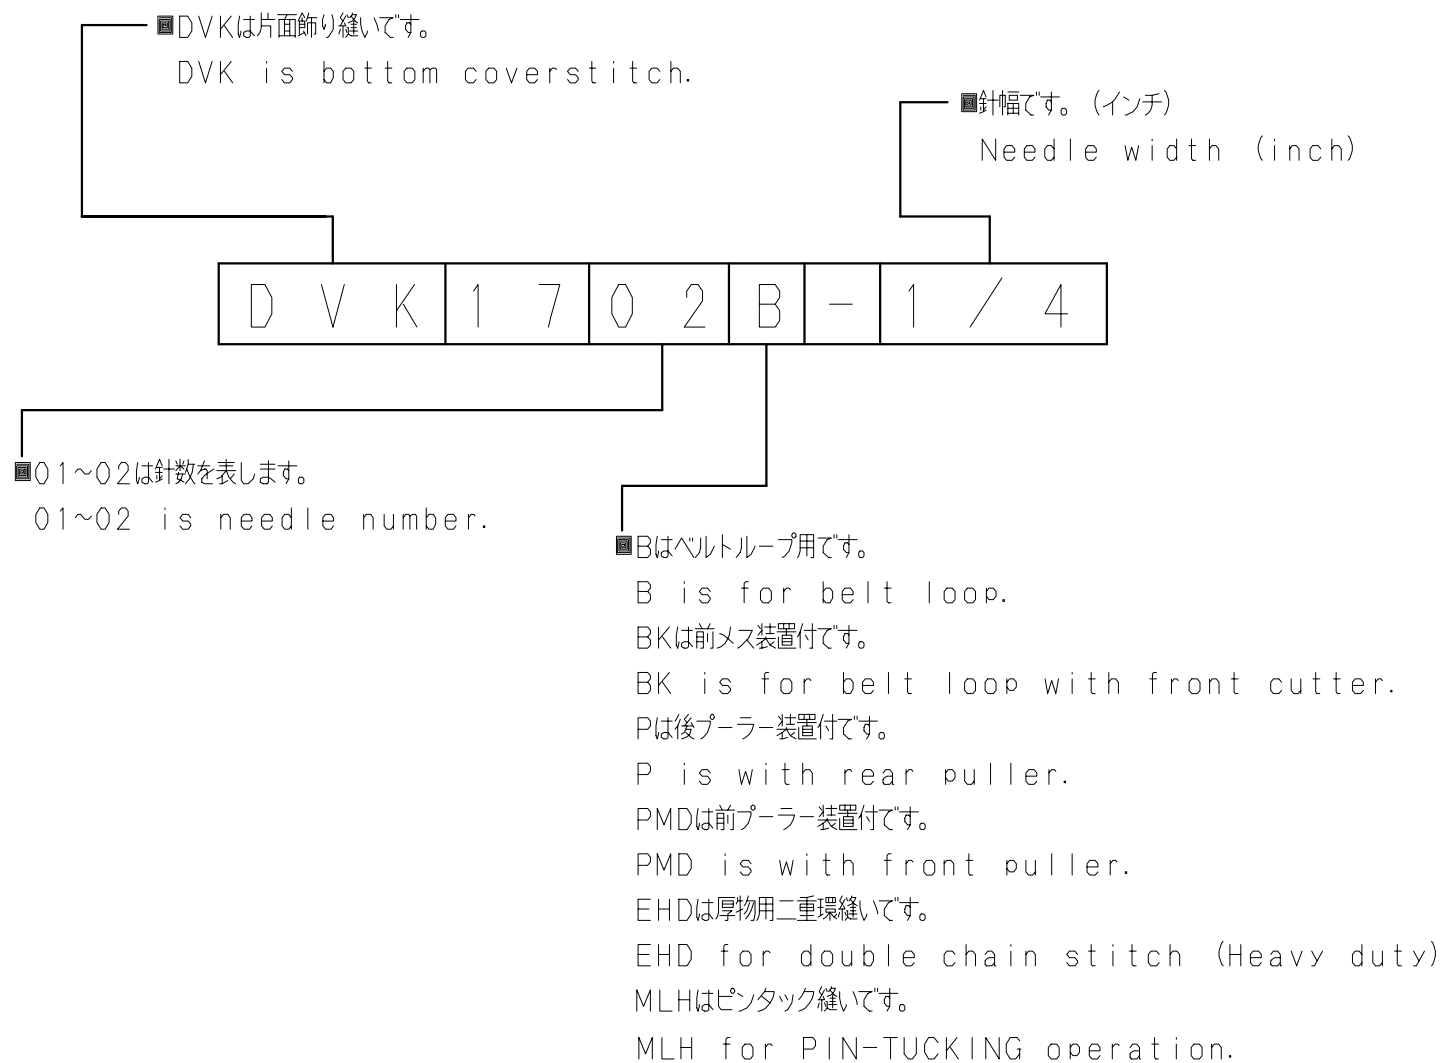 ▣DVKは片面飾り縫いです。
DVK is bottom coverstitch.
▣針幅です。(インチ)
Needle width (inch)
DVK1702B-1/4
▣01~02は針数を表します。
01~02 is needle number.
▣Bはベルトループ用です。
B is for belt loop.
BKは前メス装置付です。
BK is for belt loop with front cutter.
Pは後プーラー装置付です。
P is with rear puller.
PMDは前プーラー装置付です。
PMD is with front puller.
EHDは厚物用二重環縫いです。
EHD for double chain stitch (Heavy duty)
MLHはピンタック縫いです。
MLH for PIN-TUCKING operation.